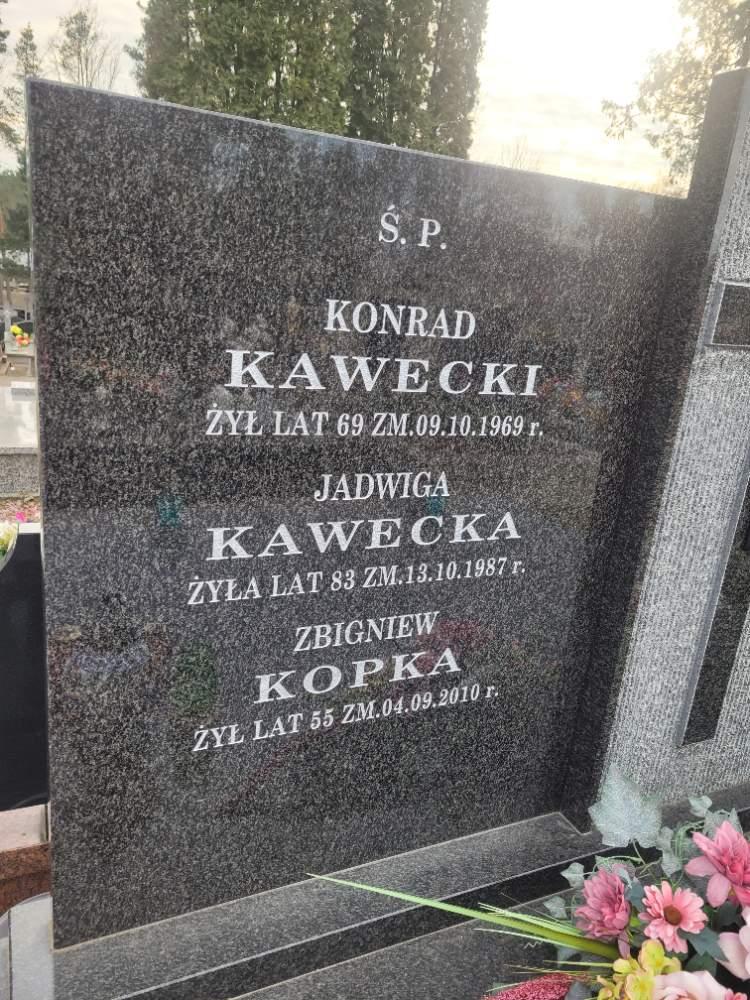 Ś. P.
KONRAD
KAWECKI
ŻYŁ LAT 69 ZM.09.10.1969 r.
JADWIGA
KAWECKA
ŻYŁA LAT 83 ZM.13.10.1987 r.
ZBIGNIEW
KOPKA
ŻYŁ LAT 55 ZM.04.09.2010 r.